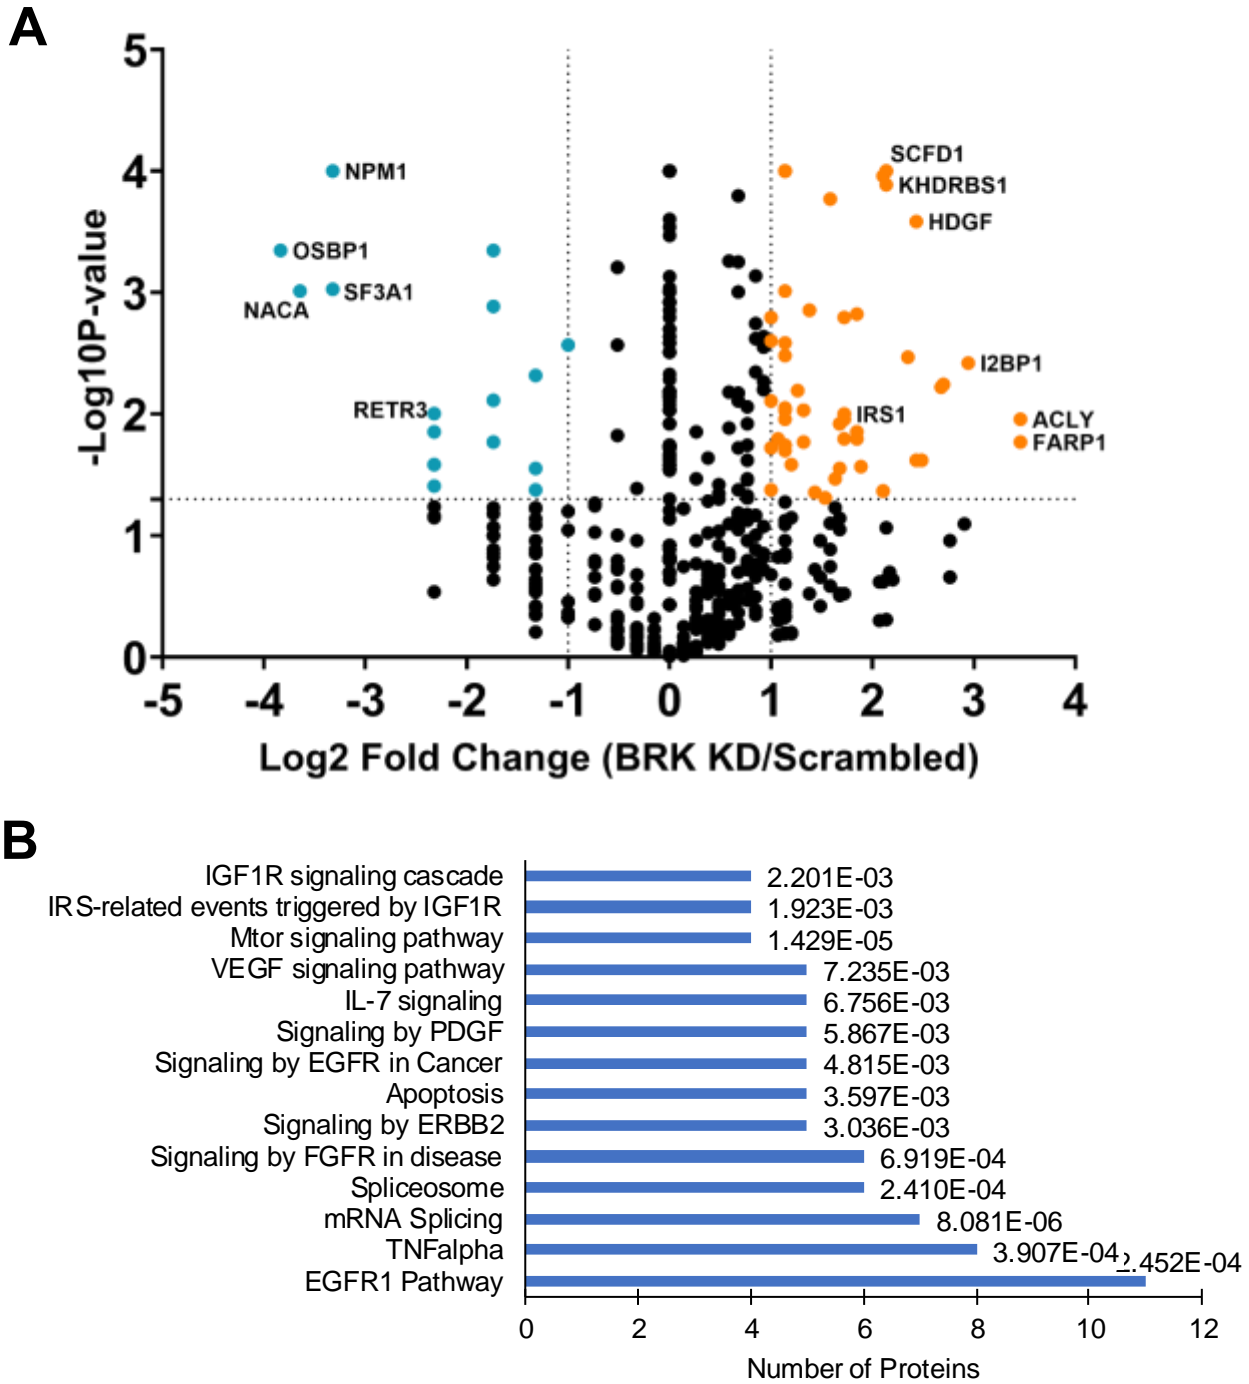 A
5
4
3
2
1
0
-Log10P-value
NPM1
OSBP1
NACA
SF3A1
RETR3
SCFD1
KHDRBS1
HDGF
I2BP1
IRS1
ACLY
FARP1
-5 -4 -3 -2 -1 0 1 2 3 4
Log2 Fold Change (BRK KD/Scrambled)
B
IGF1R signaling cascade 2.201E-03
IRS-related events triggered by IGF1R 1.923E-03
Mtor signaling pathway 1.429E-05
VEGF signaling pathway 7.235E-03
IL-7 signaling 6.756E-03
Signaling by PDGF 5.867E-03
Signaling by EGFR in Cancer 4.815E-03
Apoptosis 3.597E-03
Signaling by ERBB2 3.036E-03
Signaling by FGFR in disease 6.919E-04
Spliceosome 2.410E-04
mRNA Splicing 8.081E-06
TNFalpha 3.907E-04
EGFR1 Pathway 2.452E-04
0 2 4 6 8 10 12
Number of Proteins